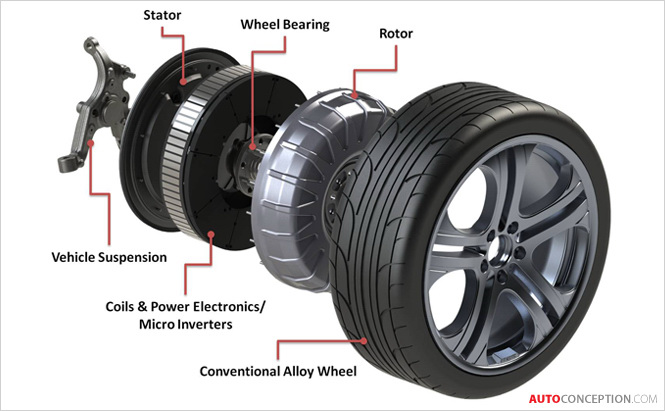 Stator
Wheel Bearing
Rotor
Vehicle Suspension
Coils & Power Electronics/
Micro Inverters
Conventional Alloy Wheel
AUTOCONCEPTION.COM